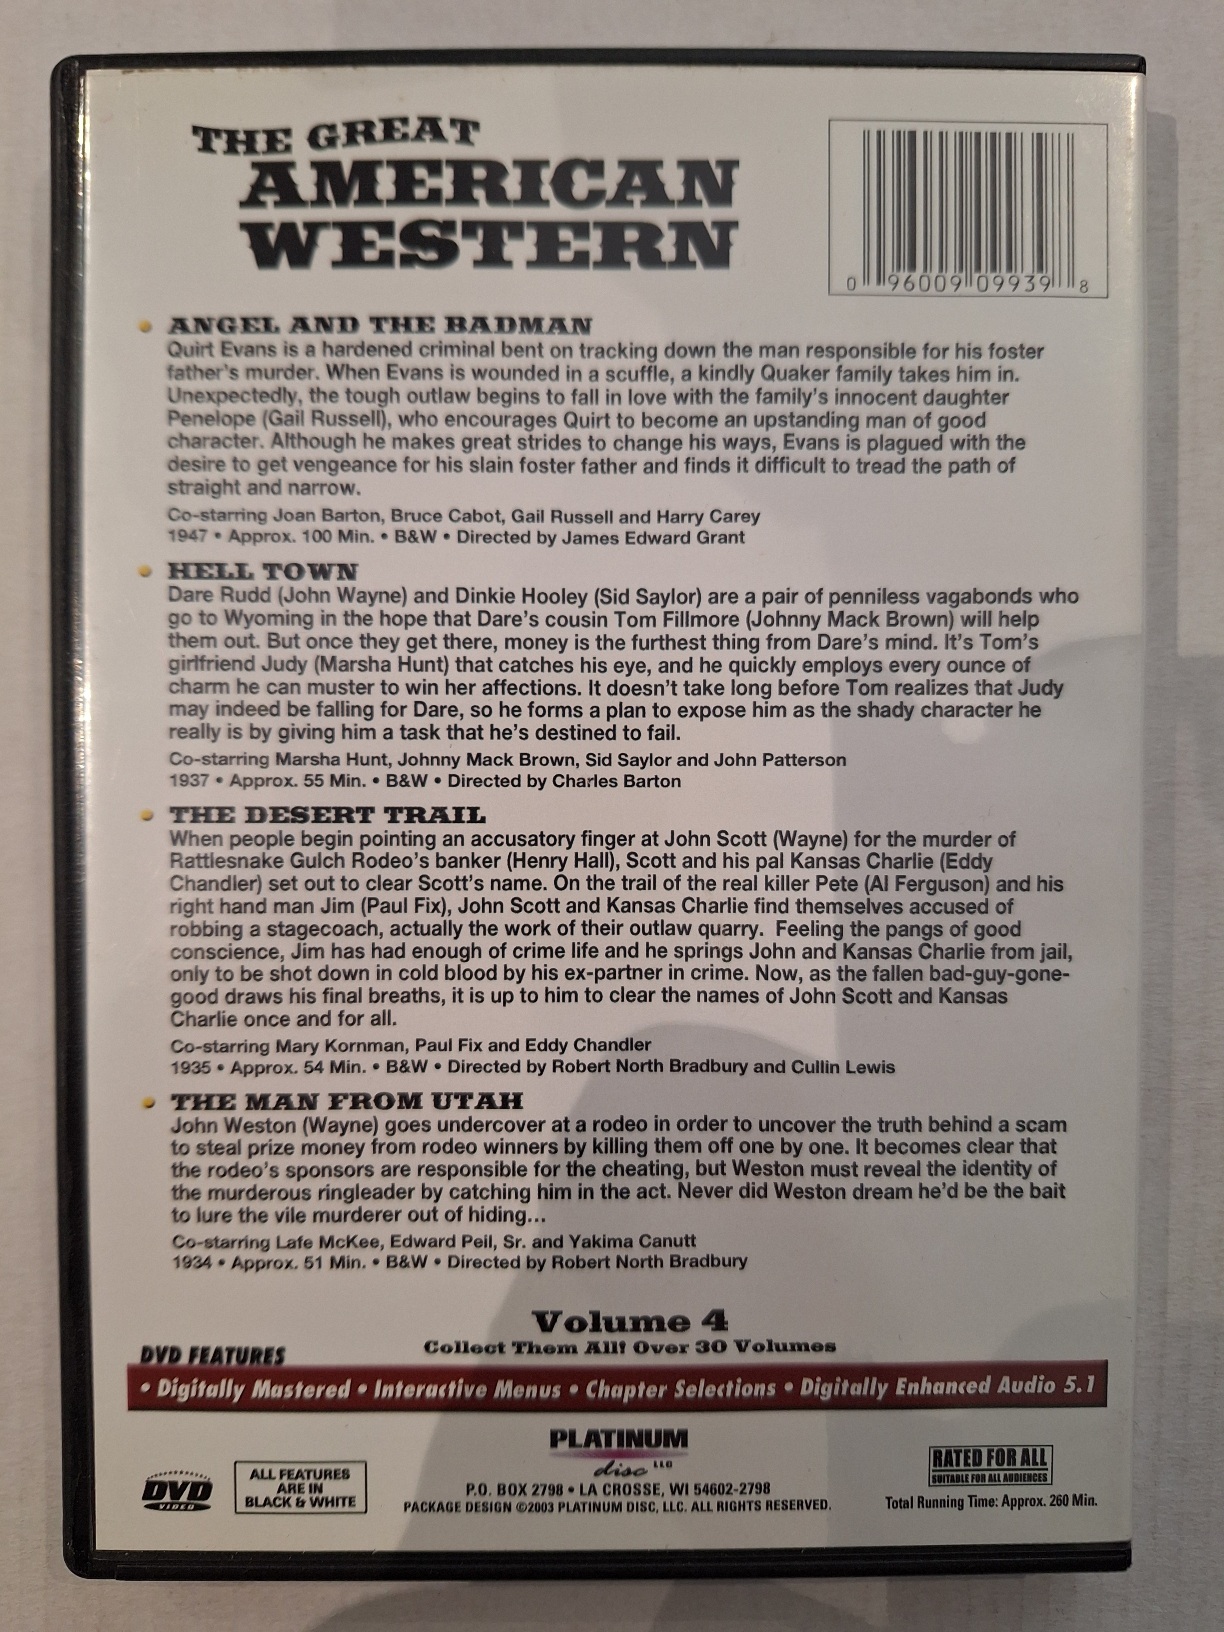 THE GREAT
AMERICAN
WESTERN
0 96009 09939 8
• ANGEL AND THE BADMAN
Quirt Evans is a hardened criminal bent on tracking down the man responsible for his foster
father's murder. When Evans is wounded in a scuffle, a kindly Quaker family takes him in.
Unexpectedly, the tough outlaw begins to fall in love with the family's innocent daughter
Penelope (Gail Russell), who encourages Quirt to become an upstanding man of good
character. Although he makes great strides to change his ways, Evans is plagued with the
desire to get vengeance for his slain foster father and finds it difficult to tread the path of
straight and narrow.
Co-starring Joan Barton, Bruce Cabot, Gail Russell and Harry Carey
1947 • Approx. 100 Min. • B&W • Directed by James Edward Grant
• HELL TOWN
Dare Rudd (John Wayne) and Dinkie Hooley (Sid Saylor) are a pair of penniless vagabonds who
go to Wyoming in the hope that Dare's cousin Tom Fillmore (Johnny Mack Brown) will help
them out. But once they get there, money is the furthest thing from Dare's mind. It's Tom's
girlfriend Judy (Marsha Hunt) that catches his eye, and he quickly employs every ounce of
charm he can muster to win her affections. It doesn't take long before Tom realizes that Judy
may indeed be falling for Dare, so he forms a plan to expose him as the shady character he
really is by giving him a task that he's destined to fail.
Co-starring Marsha Hunt, Johnny Mack Brown, Sid Saylor and John Patterson
1937 • Approx. 55 Min. • B&W • Directed by Charles Barton
• THE DESERT TRAIL
When people begin pointing an accusatory finger at John Scott (Wayne) for the murder of
Rattlesnake Gulch Rodeo's banker (Henry Hall), Scott and his pal Kansas Charlie (Eddy
Chandler) set out to clear Scott's name. On the trail of the real killer Pete (Al Ferguson) and his
right hand man Jim (Paul Fix), John Scott and Kansas Charlie find themselves accused of
robbing a stagecoach, actually the work of their outlaw quarry.  Feeling the pangs of good
conscience, Jim has had enough of crime life and he springs John and Kansas Charlie from jail,
only to be shot down in cold blood by his ex-partner in crime. Now, as the fallen bad-guy-gone-
good draws his final breaths, it is up to him to clear the names of John Scott and Kansas
Charlie once and for all.
Co-starring Mary Kornman, Paul Fix and Eddy Chandler
1935 • Approx. 54 Min. • B&W • Directed by Robert North Bradbury and Cullin Lewis
• THE MAN FROM UTAH
John Weston (Wayne) goes undercover at a rodeo in order to uncover the truth behind a scam
to steal prize money from rodeo winners by killing them off one by one. It becomes clear that
the rodeo's sponsors are responsible for the cheating, but Weston must reveal the identity of
the murderous ringleader by catching him in the act. Never did Weston dream he'd be the bait
to lure the vile murderer out of hiding...
Co-starring Lafe McKee, Edward Peil, Sr. and Yakima Canutt
1934 • Approx. 51 Min. • B&W • Directed by Robert North Bradbury
Volume 4
Collect Them All! Over 30 Volumes
DVD FEATURES
• Digitally Mastered • Interactive Menus • Chapter Selections • Digitally Enhanced Audio 5.1
DVD
VIDEO
ALL FEATURES
ARE IN
BLACK & WHITE
PLATINUM
disc LLC
P.O. BOX 2798 • LA CROSSE, WI 54602-2798
PACKAGE DESIGN ©2003 PLATINUM DISC, LLC. ALL RIGHTS RESERVED.
RATED FOR ALL
SUITABLE FOR ALL AUDIENCES
Total Running Time: Approx. 260 Min.